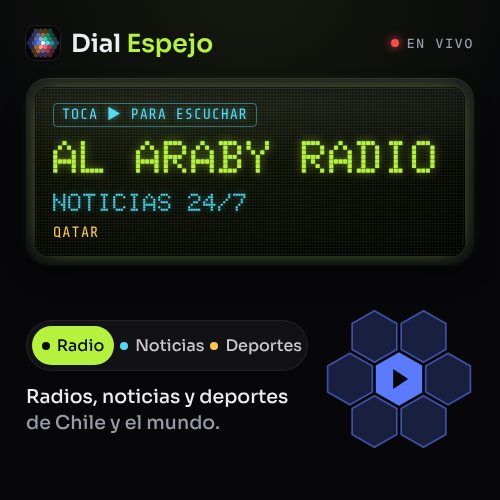 Dial Espejo
EN VIVO
TOCA ▶ PARA ESCUCHAR
AL ARABY RADIO
NOTICIAS 24/7
QATAR
Radio Noticias Deportes
Radios, noticias y deportes
de Chile y el mundo.